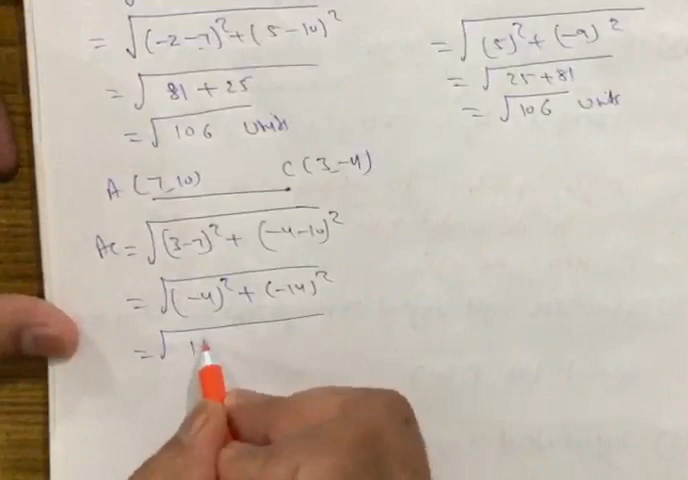 = √(-2-7)² + (5-10)²
= √81 + 25
= √106 units
A (7,10) C (3,-4)
AC = √(3-7)² + (-4-10)²
= √(-4)² + (-14)²
= √1
= √(5)² + (-9)²
= √25+81
= √106 units